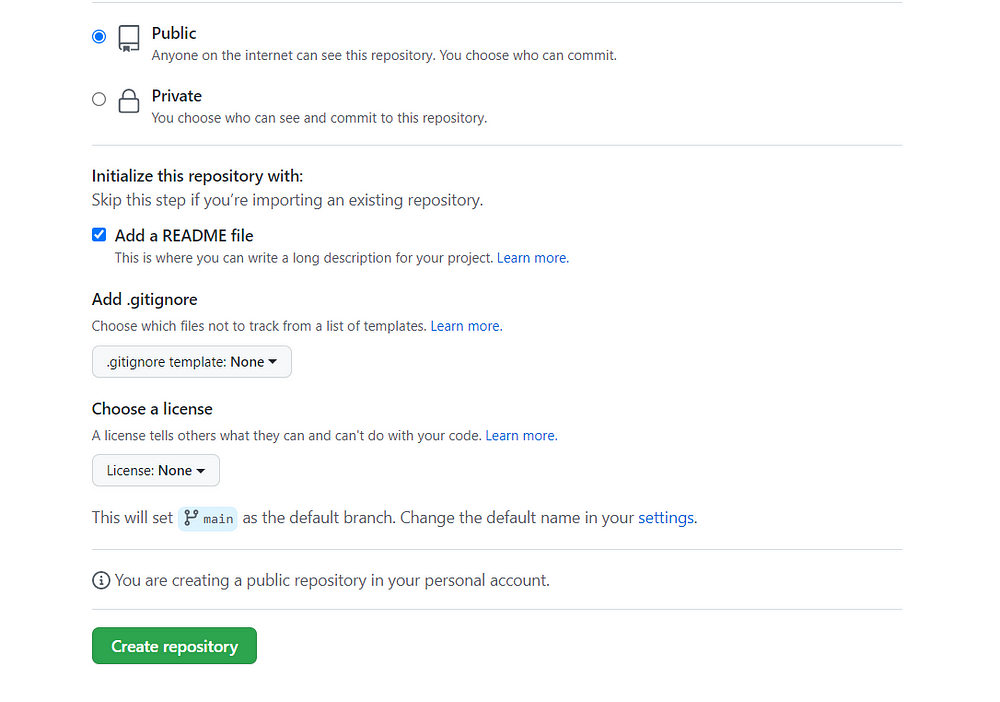 Public
Anyone on the internet can see this repository. You choose who can commit.
Private
You choose who can see and commit to this repository.
Initialize this repository with:
Skip this step if you’re importing an existing repository.
Add a README file
This is where you can write a long description for your project. Learn more.
Add .gitignore
Choose which files not to track from a list of templates. Learn more.
.gitignore template: None
Choose a license
A license tells others what they can and can't do with your code. Learn more.
License: None
This will set main as the default branch. Change the default name in your settings.
You are creating a public repository in your personal account.
Create repository